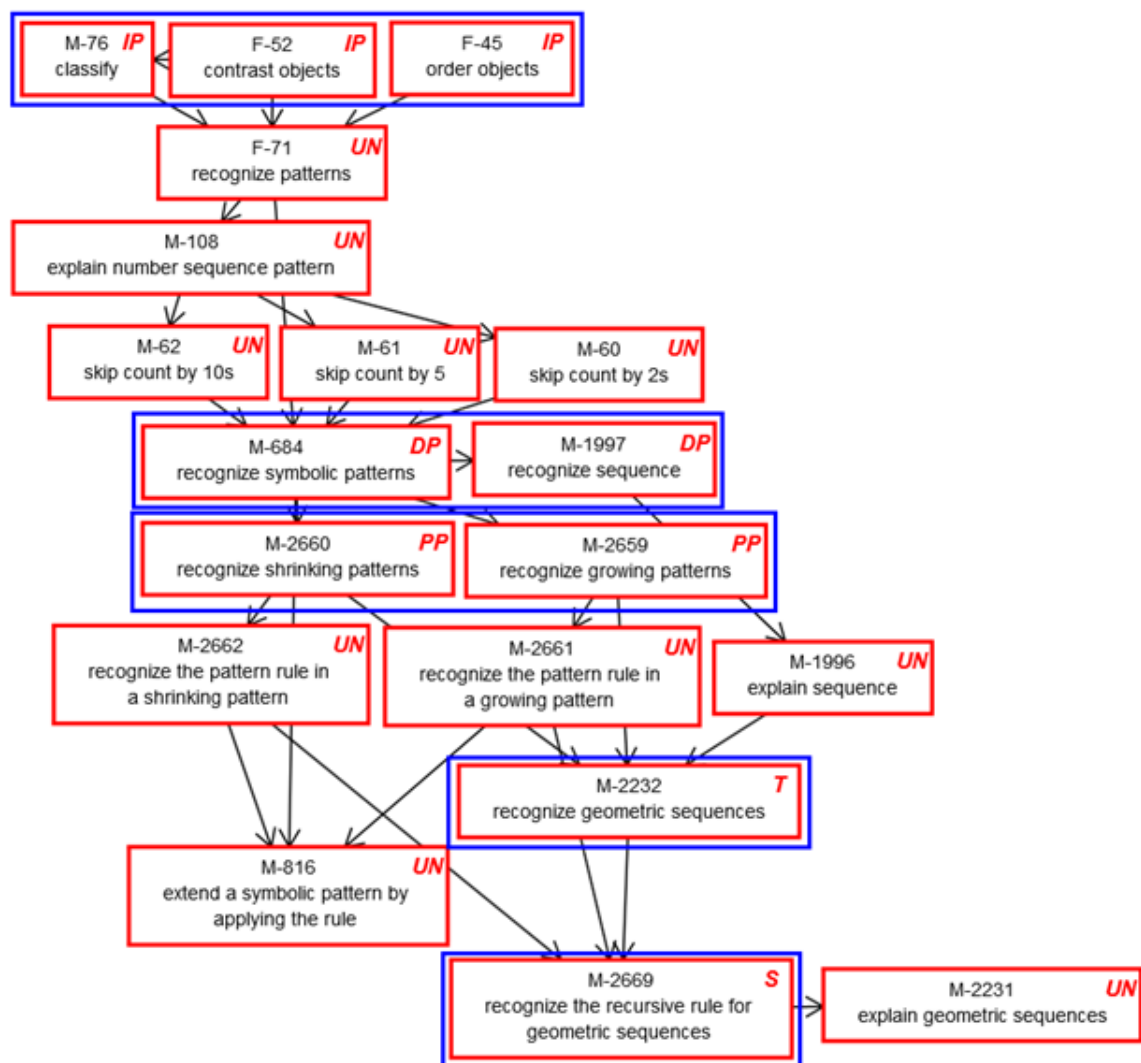 M-76 IP
classify
F-52 IP
contrast objects
F-45 IP
order objects
F-71 UN
recognize patterns
M-108 UN
explain number sequence pattern
M-62 UN
skip count by 10s
M-61 UN
skip count by 5
M-60 UN
skip count by 2s
M-684 DP
recognize symbolic patterns
M-1997 DP
recognize sequence
M-2660 PP
recognize shrinking patterns
M-2659 PP
recognize growing patterns
M-2662 UN
recognize the pattern rule in
a shrinking pattern
M-2661 UN
recognize the pattern rule in
a growing pattern
M-1996 UN
explain sequence
M-2232 T
recognize geometric sequences
M-816 UN
extend a symbolic pattern by
applying the rule
M-2669 S
recognize the recursive rule for
geometric sequences
M-2231 UN
explain geometric sequences